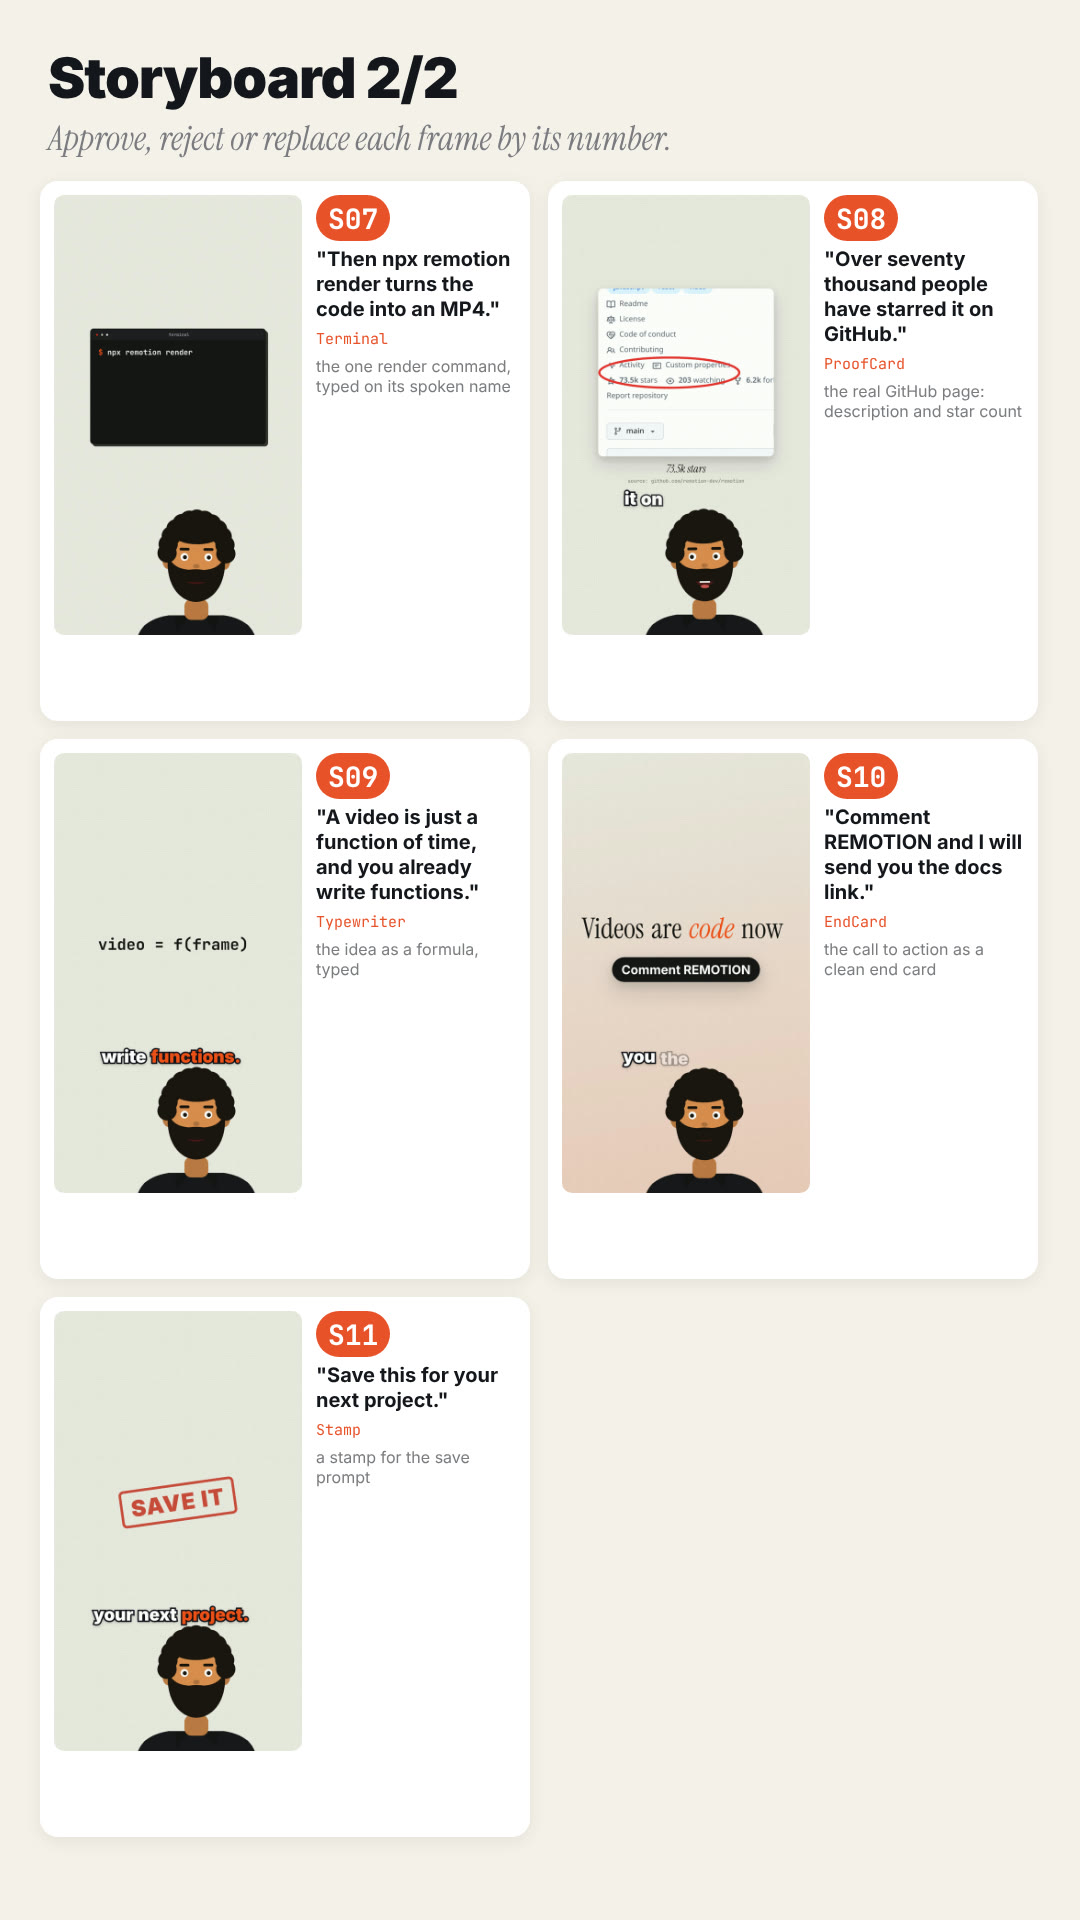 Storyboard 2/2
Approve, reject or replace each frame by its number.
Terminal
$ npx remotion render
S07
"Then npx remotion
render turns the
code into an MP4."
Terminal
the one render command,
typed on its spoken name
Readme
License
Code of conduct
Contributing
Activity Custom properties
73.5k stars 203 watching 6.2k for
Report repository
main
73.5k stars
source: github.com/remotion-dev/remotion
it on
S08
"Over seventy
thousand people
have starred it on
GitHub."
ProofCard
the real GitHub page:
description and star count
video = f(frame)
write functions.
S09
"A video is just a
function of time,
and you already
write functions."
Typewriter
the idea as a formula,
typed
Videos are code now
Comment REMOTION
you the
S10
"Comment
REMOTION and I will
send you the docs
link."
EndCard
the call to action as a
clean end card
SAVE IT
your next project.
S11
"Save this for your
next project."
Stamp
a stamp for the save
prompt